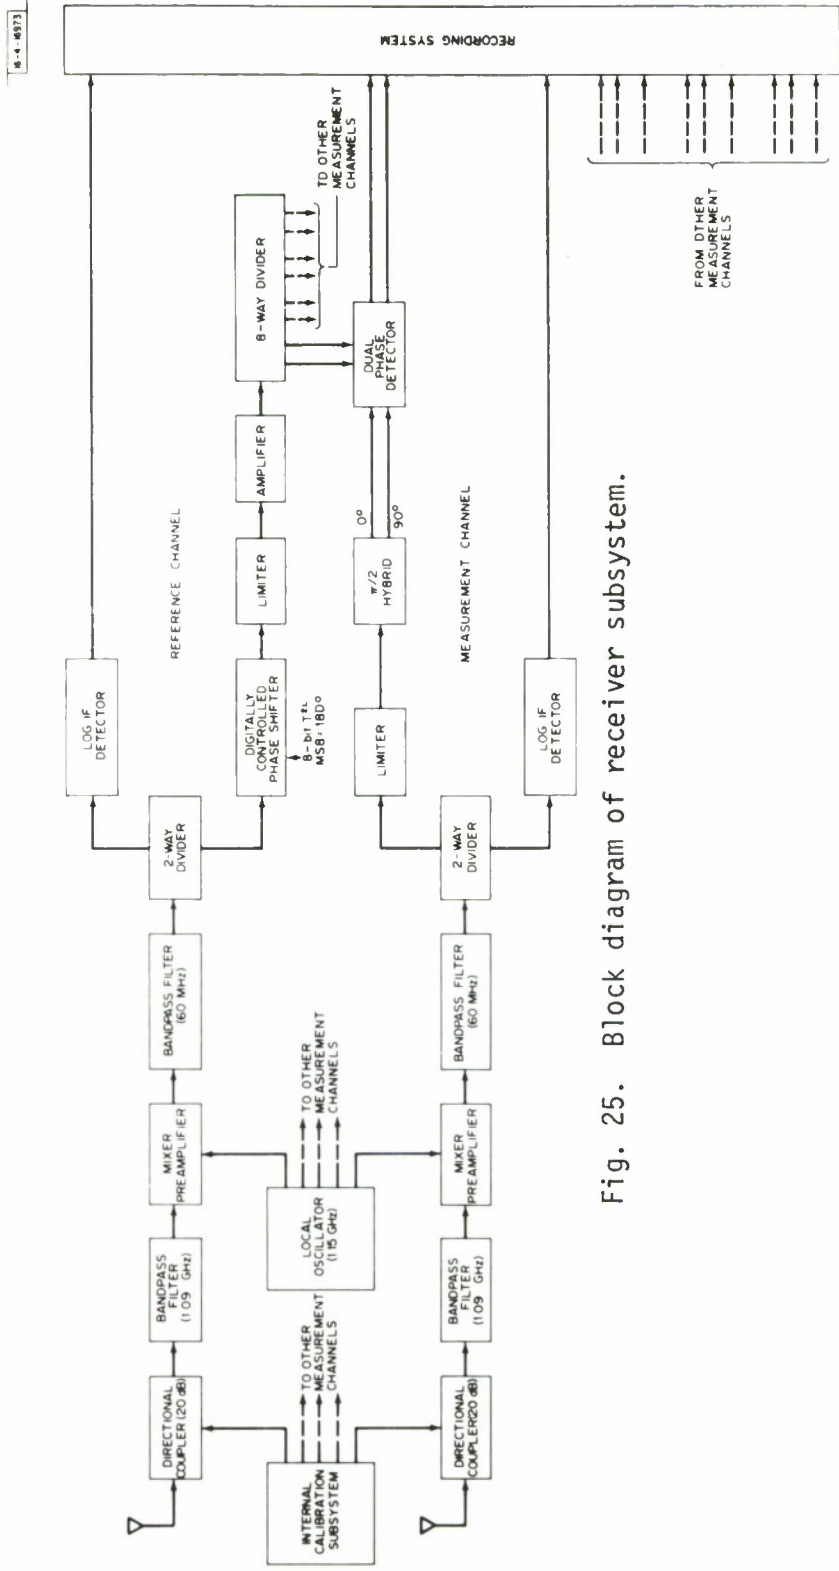 16-4-16973
RECORDING SYSTEM
LOG IF
DETECTOR
REFERENCE CHANNEL
2-WAY
DIVIDER
DIGITALLY
CONTROLLED
PHASE SHIFTER
8-bit T²L
MSB=180°
LIMITER
AMPLIFIER
8-WAY DIVIDER
TO OTHER
MEASUREMENT
CHANNELS
DIRECTIONAL
COUPLER (20 dB)
BANDPASS
FILTER
(1.09 GHz)
MIXER
PREAMPLIFIER
BANDPASS FILTER
(60 MHz)
INTERNAL
CALIBRATION
SUBSYSTEM
TO OTHER
MEASUREMENT
CHANNELS
LOCAL
OSCILLATOR
(1.15 GHz)
TO OTHER
MEASUREMENT
CHANNELS
LIMITER
π/2
HYBRID
0°
90°
DUAL
PHASE
DETECTOR
MEASUREMENT CHANNEL
DIRECTIONAL
COUPLER(20 dB)
BANDPASS
FILTER
(1.09 GHz)
MIXER
PREAMPLIFIER
BANDPASS FILTER
(60 MHz)
2-WAY
DIVIDER
LOG IF
DETECTOR
FROM OTHER
MEASUREMENT
CHANNELS
Fig. 25. Block diagram of receiver subsystem.